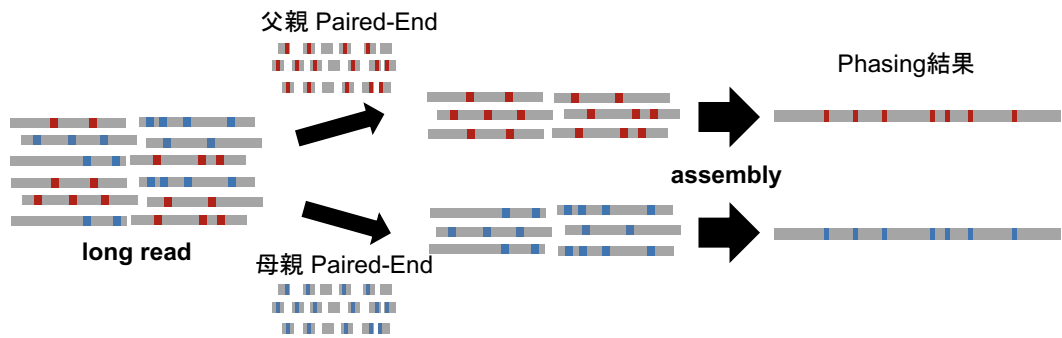 父親 Paired-End
Phasing結果
long read
assembly
母親 Paired-End